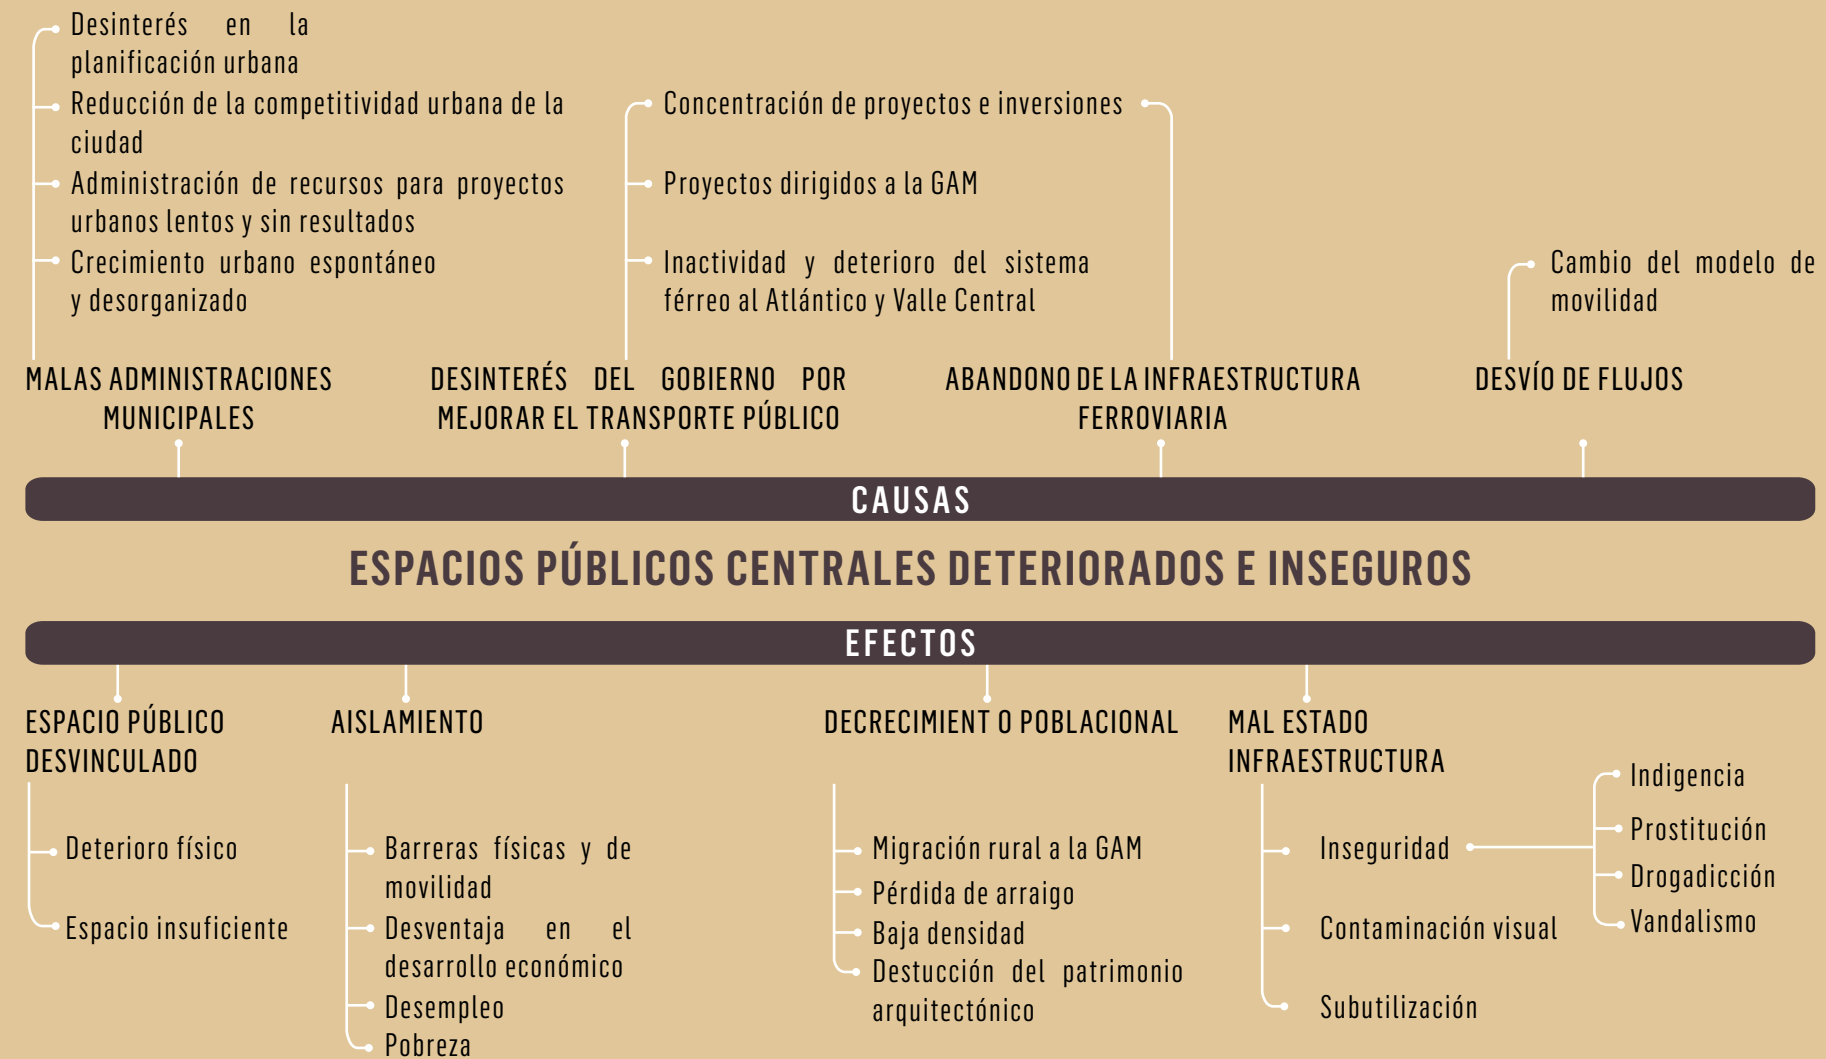 Desinterés en la
planificación urbana
Reducción de la competitividad urbana de la
ciudad
Administración de recursos para proyectos
urbanos lentos y sin resultados
Crecimiento urbano espontáneo
y desorganizado
MALAS ADMINISTRACIONES
MUNICIPALES
Concentración de proyectos e inversiones
Proyectos dirigidos a la GAM
Inactividad y deterioro del sistema
férreo al Atlántico y Valle Central
DESINTERÉS DEL GOBIERNO POR
MEJORAR EL TRANSPORTE PÚBLICO
ABANDONO DE LA INFRAESTRUCTURA
FERROVIARIA
Cambio del modelo de
movilidad
DESVÍO DE FLUJOS
CAUSAS
ESPACIOS PÚBLICOS CENTRALES DETERIORADOS E INSEGUROS
EFECTOS
ESPACIO PÚBLICO
DESVINCULADO
Deterioro físico
Espacio insuficiente
AISLAMIENTO
Barreras físicas y de
movilidad
Desventaja en el
desarrollo económico
Desempleo
Pobreza
DECRECIMIENT O POBLACIONAL
Migración rural a la GAM
Pérdida de arraigo
Baja densidad
Destucción del patrimonio
arquitectónico
MAL ESTADO
INFRAESTRUCTURA
Inseguridad
Contaminación visual
Subutilización
Indigencia
Prostitución
Drogadicción
Vandalismo